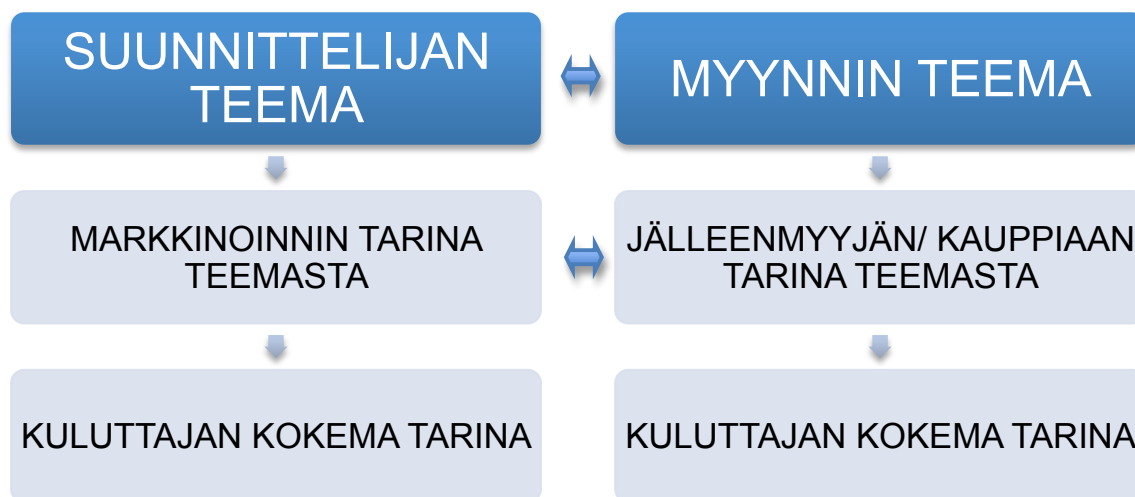 SUUNNITTELIJAN
TEEMA
MYYNNIN TEEMA
MARKKINOINNIN TARINA
TEEMASTA
JÄLLEENMYYJÄN/ KAUPPIAAN
TARINA TEEMASTA
KULUTTAJAN KOKEMA TARINA
KULUTTAJAN KOKEMA TARINA